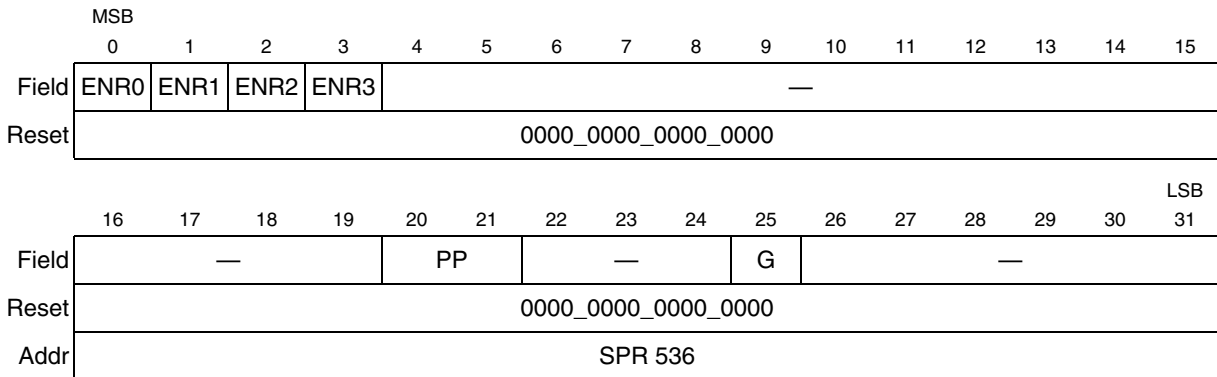 MSB
0 1 2 3 4 5 6 7 8 9 10 11 12 13 14 15
Field ENR0 ENR1 ENR2 ENR3 —
Reset 0000_0000_0000_0000
LSB
16 17 18 19 20 21 22 23 24 25 26 27 28 29 30 31
Field — PP — G —
Reset 0000_0000_0000_0000
Addr SPR 536